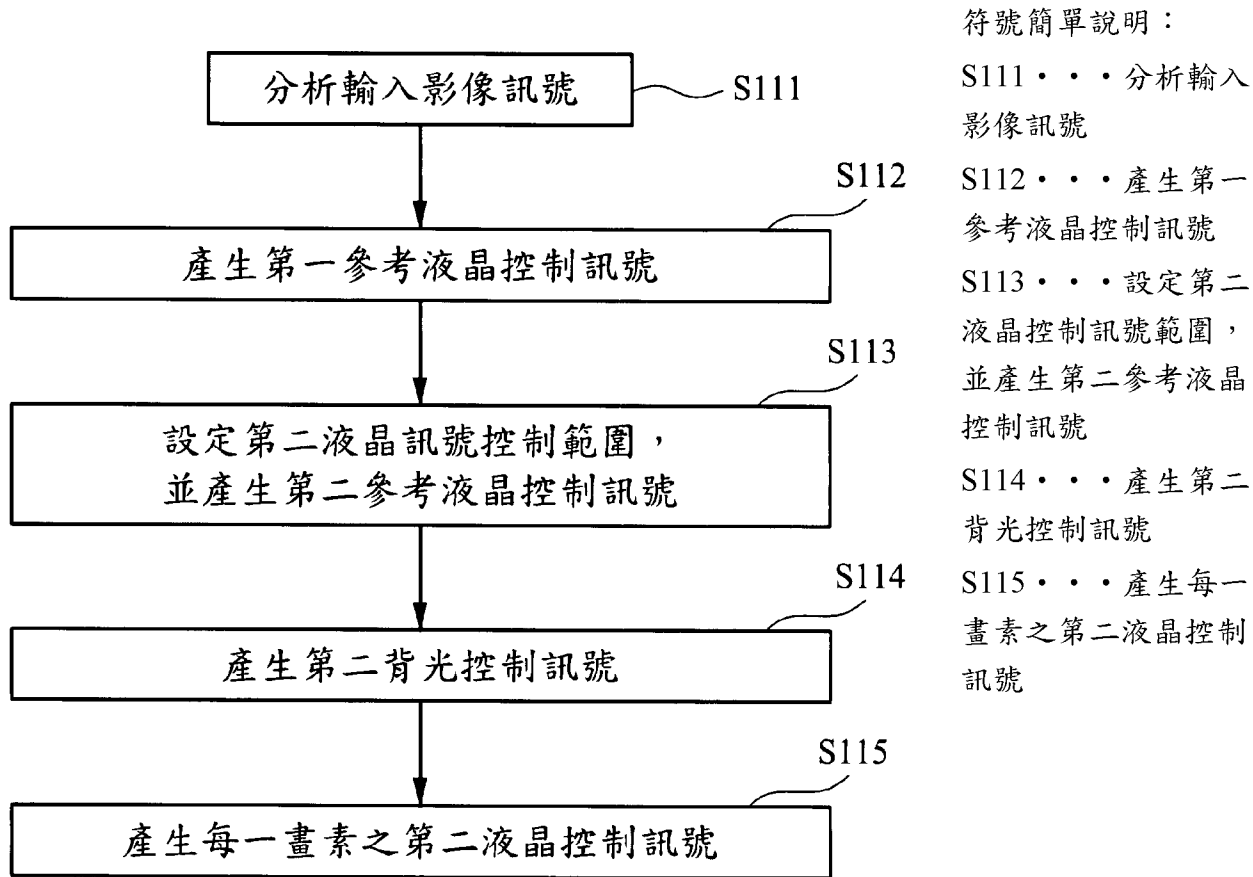 分析輸入影像訊號
S111
S112
產生第一參考液晶控制訊號
S113
設定第二液晶訊號控制範圍，
並產生第二參考液晶控制訊號
S114
產生第二背光控制訊號
S115
產生每一畫素之第二液晶控制訊號
符號簡單說明：
S111・・・分析輸入
影像訊號
S112・・・產生第一
參考液晶控制訊號
S113・・・設定第二
液晶控制訊號範圍，
並產生第二參考液晶
控制訊號
S114・・・產生第二
背光控制訊號
S115・・・產生每一
畫素之第二液晶控制
訊號